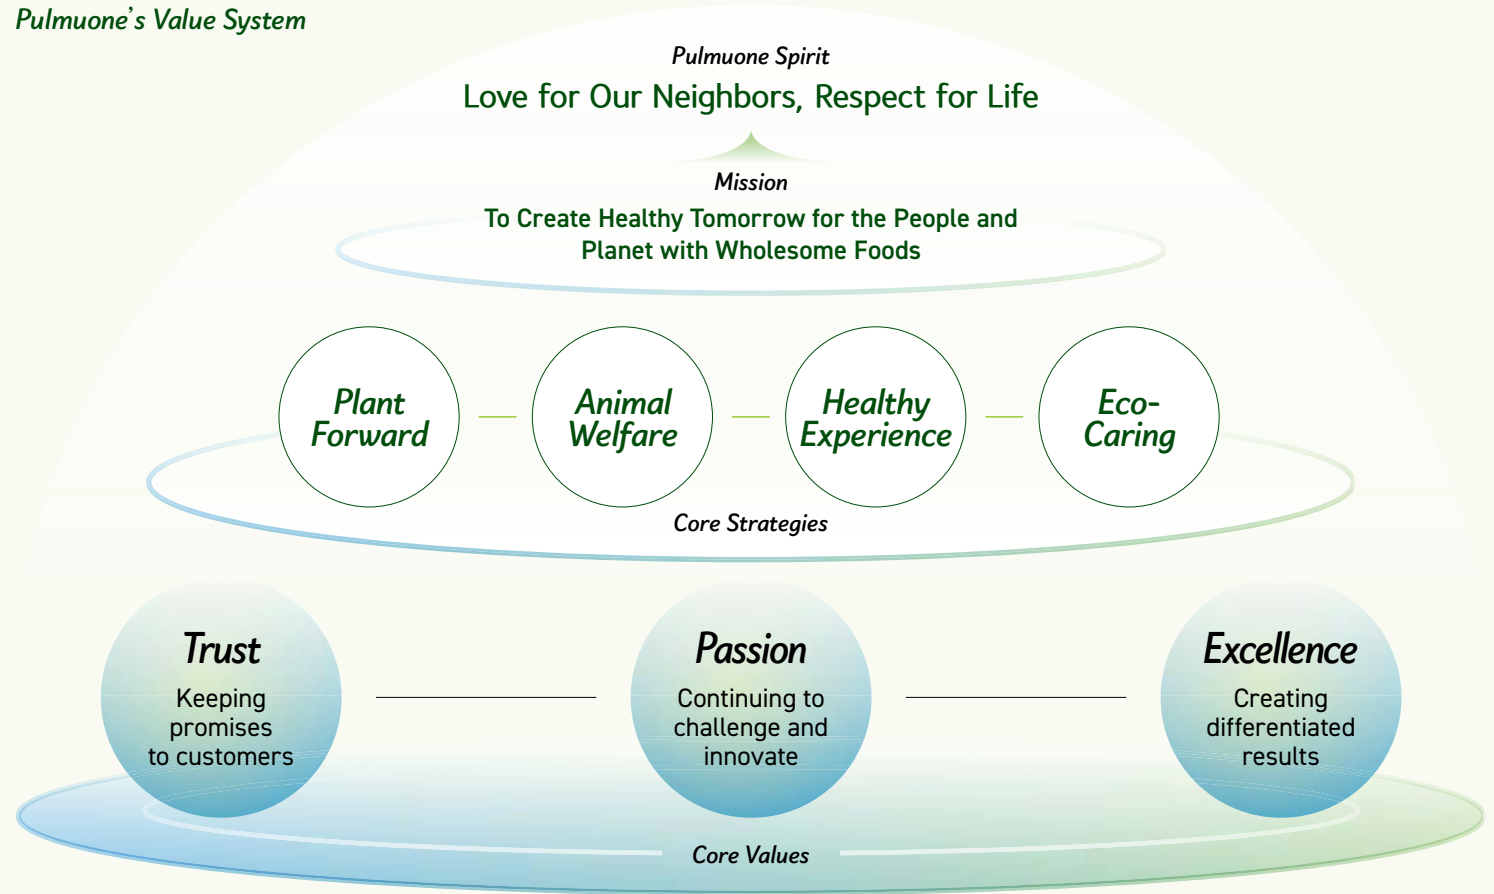 Pulmuone's Value System
Pulmuone Spirit
Love for Our Neighbors, Respect for Life
Mission
To Create Healthy Tomorrow for the People and
Planet with Wholesome Foods
Plant
Forward
Animal
Welfare
Healthy
Experience
Eco-
Caring
Core Strategies
Trust
Keeping
promises
to customers
Passion
Continuing to
challenge and
innovate
Excellence
Creating
differentiated
results
Core Values